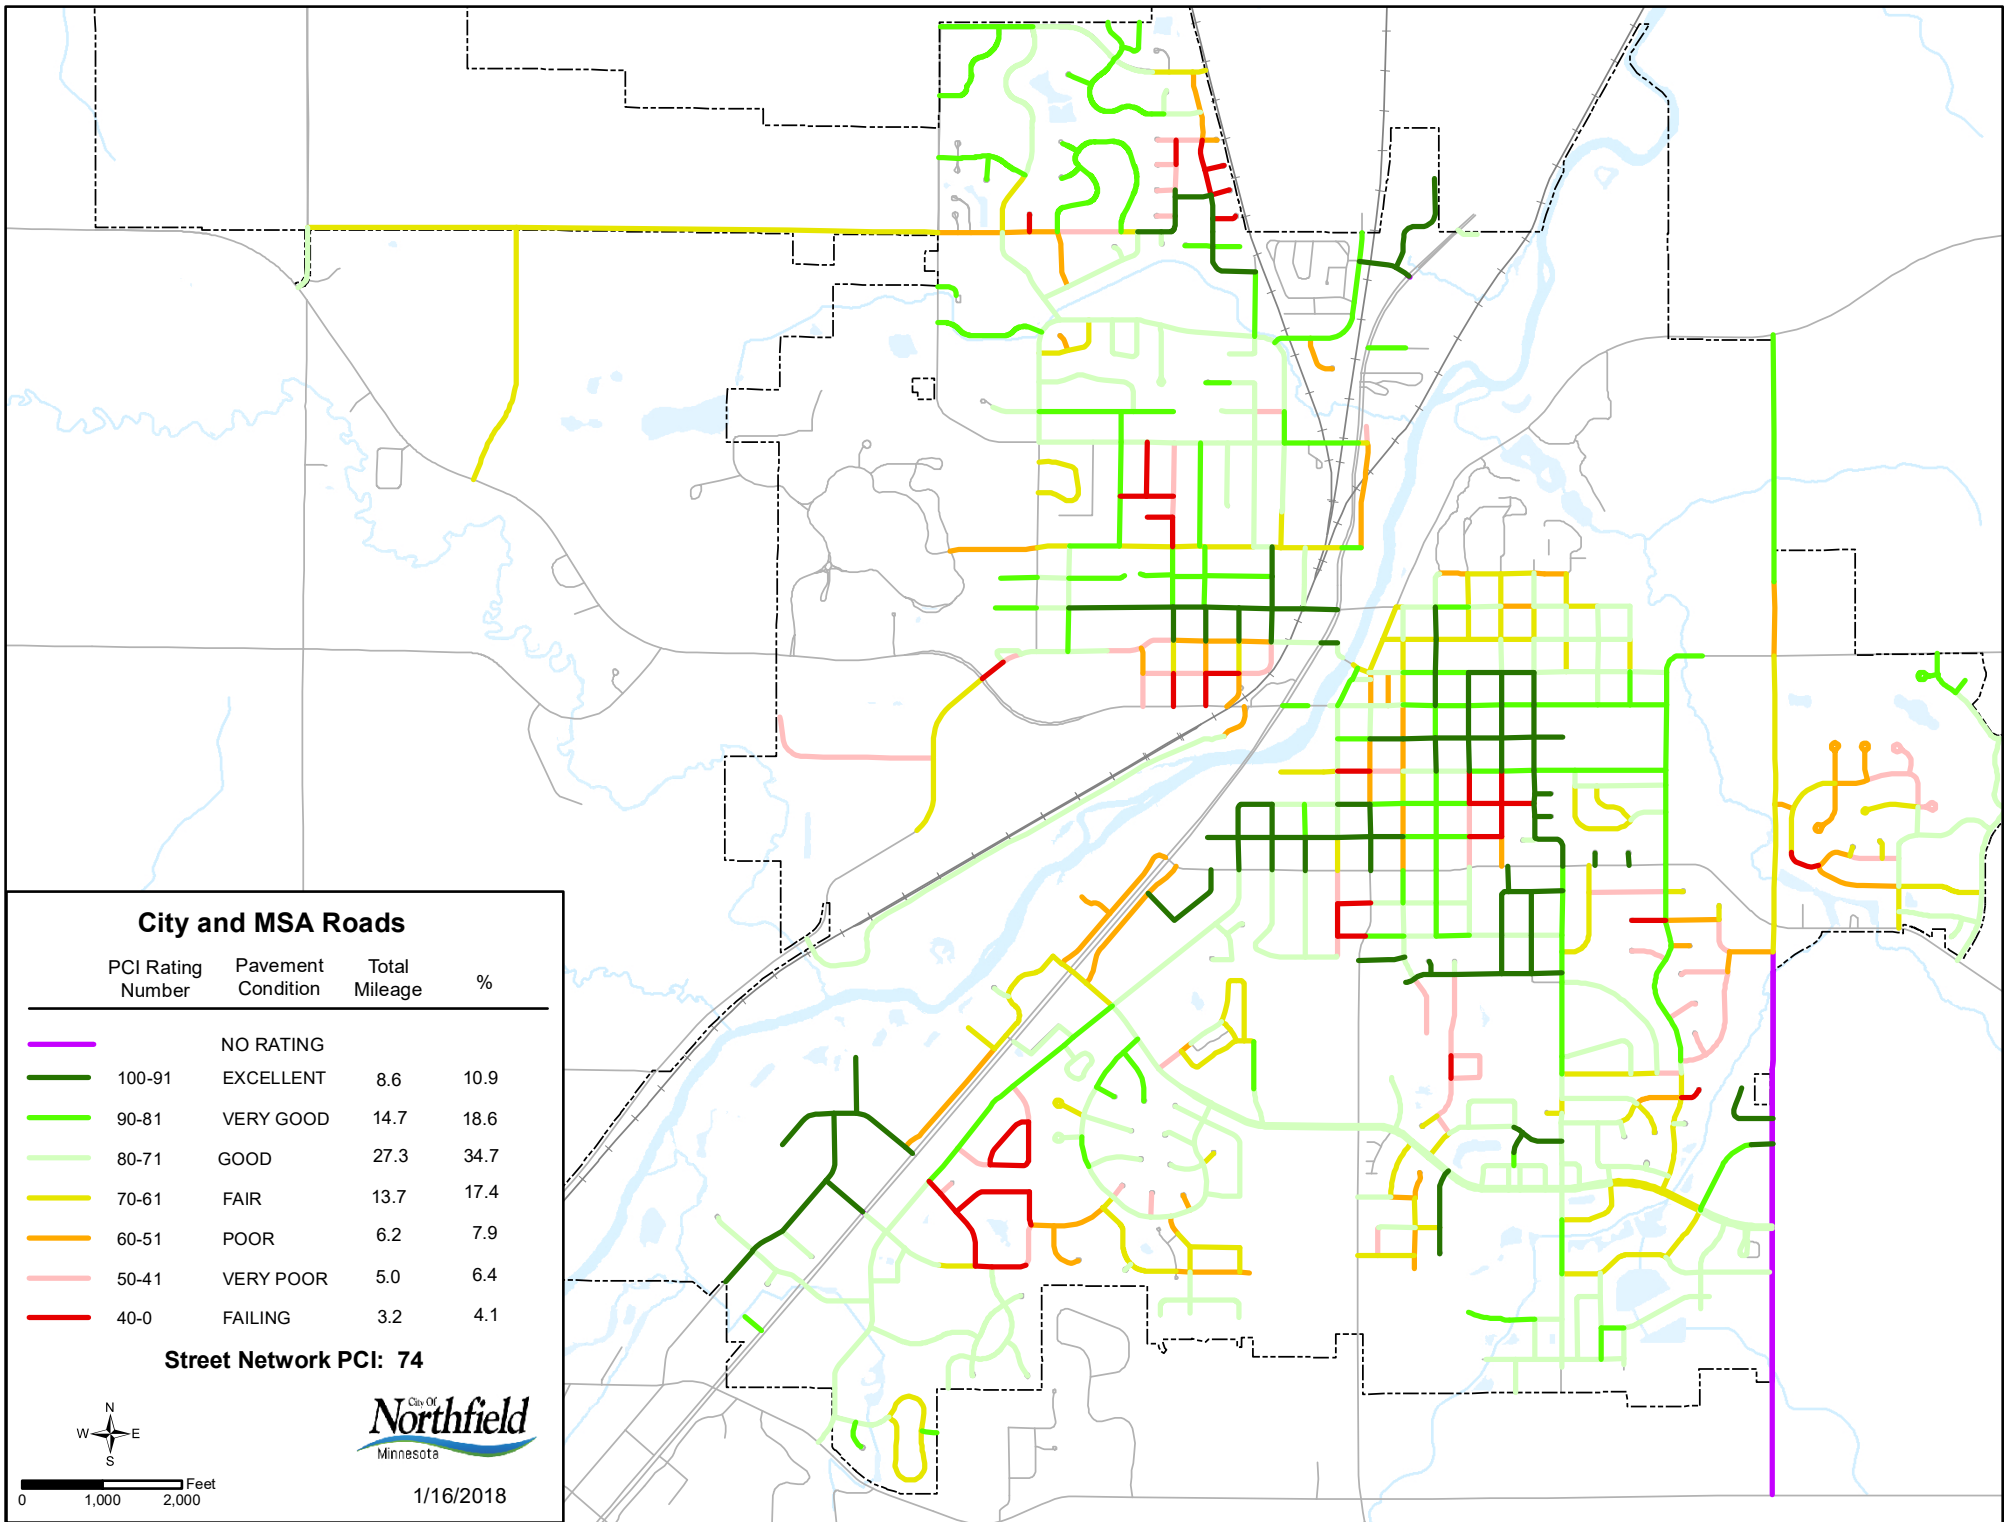 City and MSA Roads
PCI Rating Number Pavement Condition Total Mileage %
NO RATING
100-91 EXCELLENT 8.6 10.9
90-81 VERY GOOD 14.7 18.6
80-71 GOOD 27.3 34.7
70-61 FAIR 13.7 17.4
60-51 POOR 6.2 7.9
50-41 VERY POOR 5.0 6.4
40-0 FAILING 3.2 4.1
Street Network PCI: 74
N
W E
S
City Of
Northfield
Minnesota
Feet
0 1,000 2,000
1/16/2018